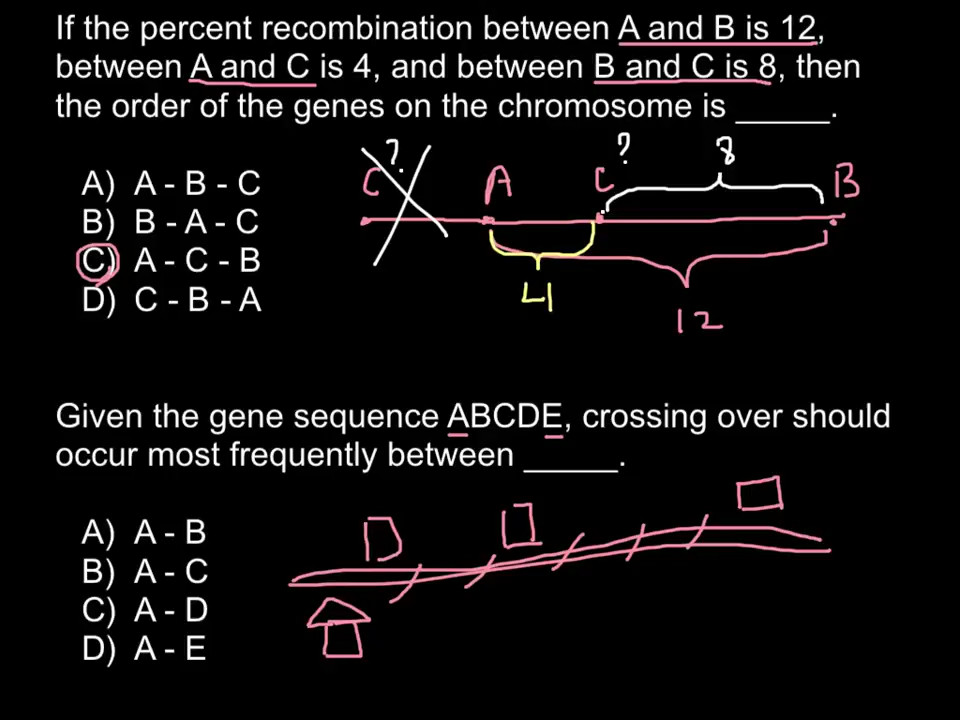 If the percent recombination between A and B is 12,
between A and C is 4, and between B and C is 8, then
the order of the genes on the chromosome is _____.
? ? 8
A) A - B - C
C A C B
B) B - A - C
C) A - C - B
D) C - B - A
4
12
Given the gene sequence ABCDE, crossing over should
occur most frequently between _____.
A) A - B
B) A - C
C) A - D
D) A - E